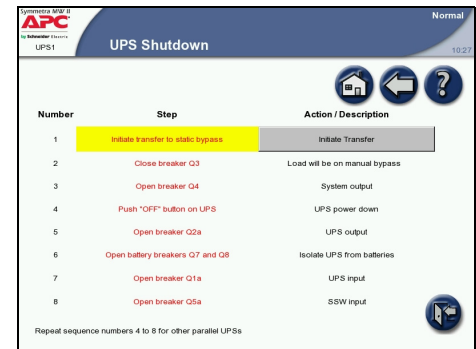 Symmetra MW II
Normal
APC
by Schneider Electric
UPS1
UPS Shutdown
10:27
Number Step Action / Description
1 Initiate transfer to static bypass Initiate Transfer
2 Close breaker Q3 Load will be on manual bypass
3 Open breaker Q4 System output
4 Push "OFF" button on UPS UPS power down
5 Open breaker Q2a UPS output
6 Open battery breakers Q7 and Q8 Isolate UPS from batteries
7 Open breaker Q1a UPS input
8 Open breaker Q5a SSW input
Repeat sequence numbers 4 to 8 for other parallel UPSs